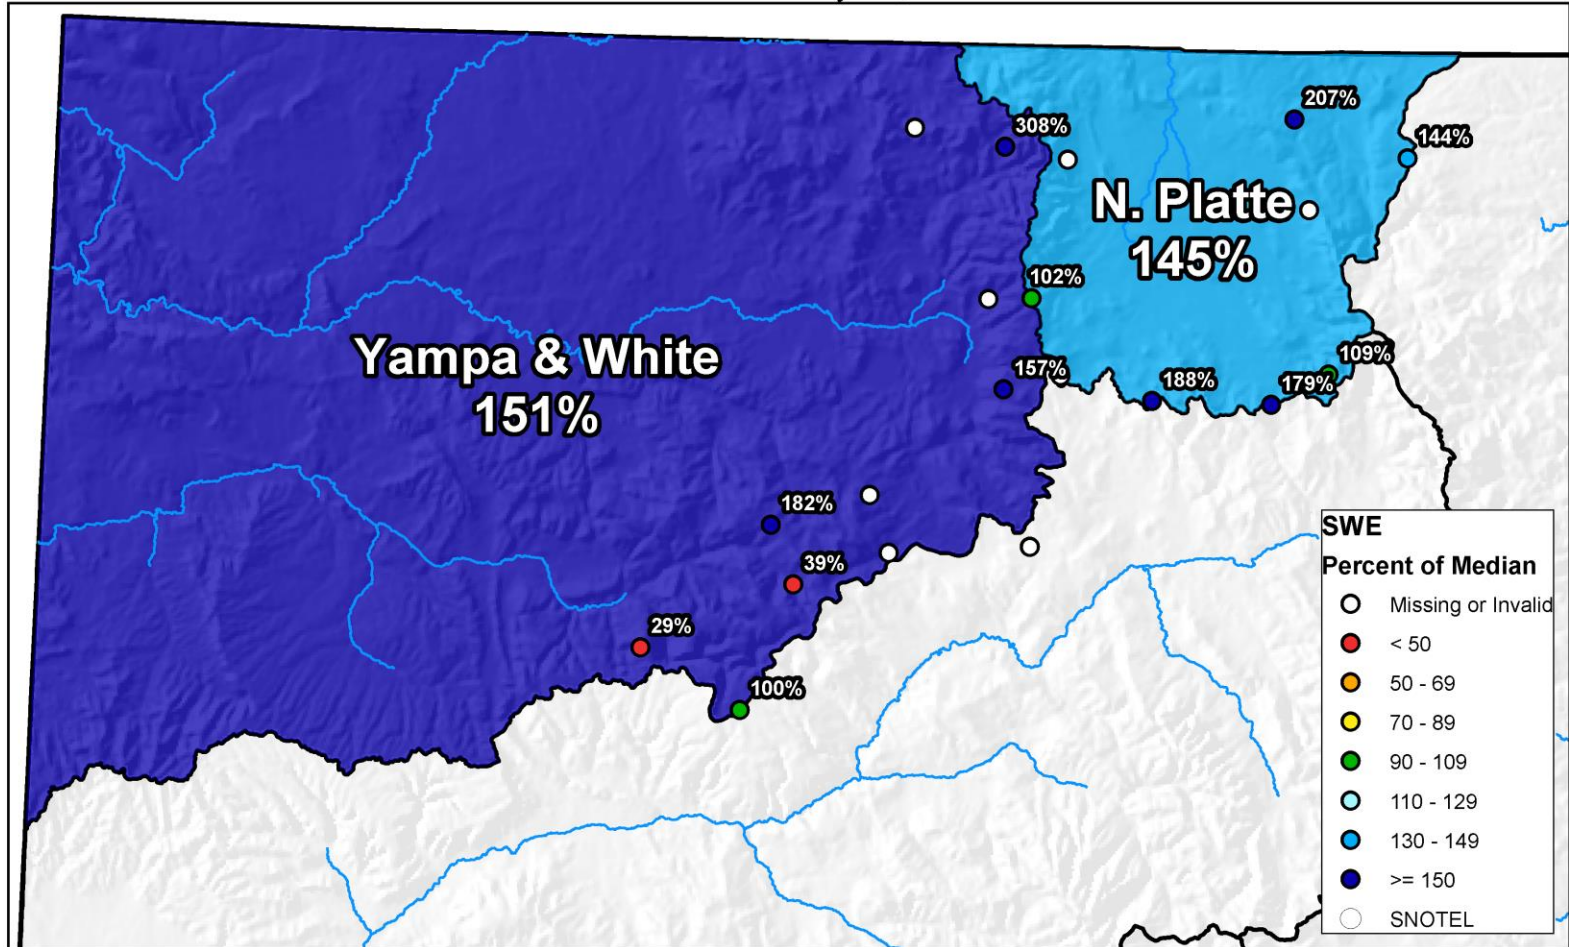 207%
308%
144%
N. Platte
145%
102%
Yampa & White
151%
157%
109%
188%
179%
182%
39%
29%
100%
SWE
Percent of Median
Missing or Invalid
< 50
50 - 69
70 - 89
90 - 109
110 - 129
130 - 149
>= 150
SNOTEL